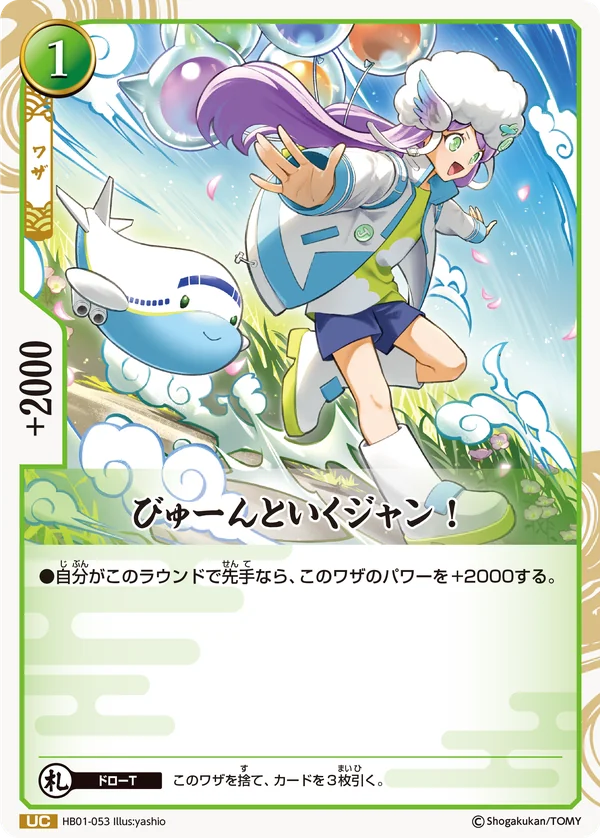 1
ワザ
+2000
びゅーんといくジャン！
●自分がこのラウンドで先手なら、このワザのパワーを+2000する。
札 ドローT このワザを捨て、カードを3枚引く。
UC HB01-053 Illus:yashio ©Shogakukan/TOMY